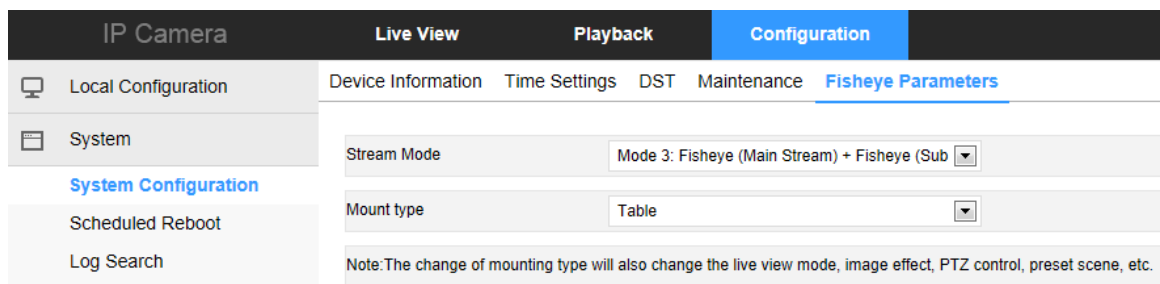 IP Camera Live View Playback Configuration
Local Configuration Device Information Time Settings DST Maintenance Fisheye Parameters
System
Stream Mode Mode 3: Fisheye (Main Stream) + Fisheye (Sub
System Configuration
Mount type Table
Scheduled Reboot
Log Search
Note:The change of mounting type will also change the live view mode, image effect, PTZ control, preset scene, etc.